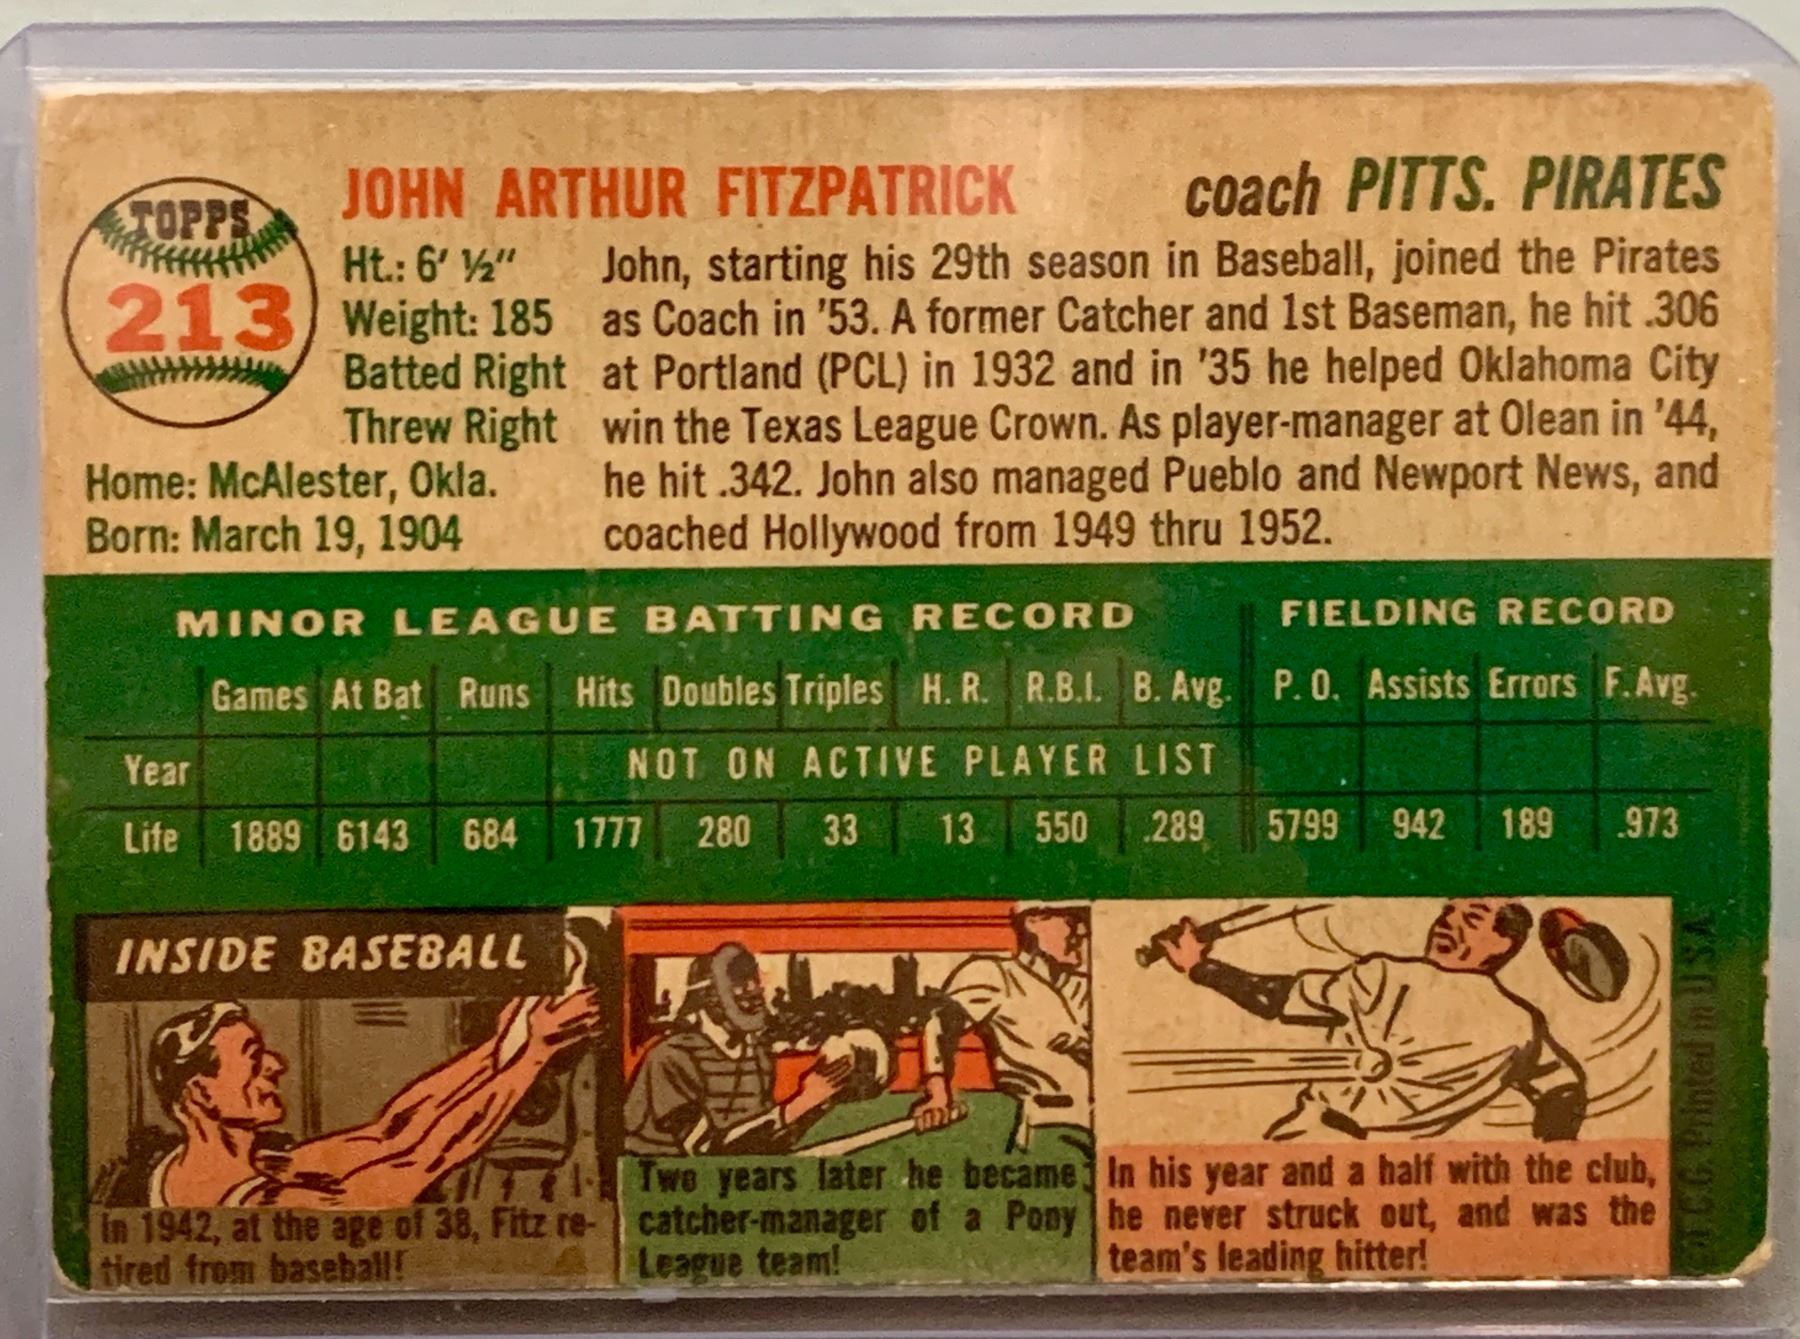 TOPPS
213
JOHN ARTHUR FITZPATRICK
coach PITTS. PIRATES
Ht.: 6' ½"
Weight: 185
Batted Right
Threw Right
Home: McAlester, Okla.
Born: March 19, 1904
John, starting his 29th season in Baseball, joined the Pirates
as Coach in '53. A former Catcher and 1st Baseman, he hit .306
at Portland (PCL) in 1932 and in '35 he helped Oklahoma City
win the Texas League Crown. As player-manager at Olean in '44,
he hit .342. John also managed Pueblo and Newport News, and
coached Hollywood from 1949 thru 1952.
MINOR LEAGUE BATTING RECORD FIELDING RECORD
Games At Bat Runs Hits Doubles Triples H. R. R.B.I. B. Avg. P. O. Assists Errors F. Avg.
Year NOT ON ACTIVE PLAYER LIST
Life 1889 6143 684 1777 280 33 13 550 .289 5799 942 189 .973
INSIDE BASEBALL
In 1942, at the age of 38, Fitz re-
tired from baseball!
Two years later he became
catcher-manager of a Pony
League team!
In his year and a half with the club,
he never struck out, and was the
team's leading hitter!
T.C.G. Printed in U.S.A.